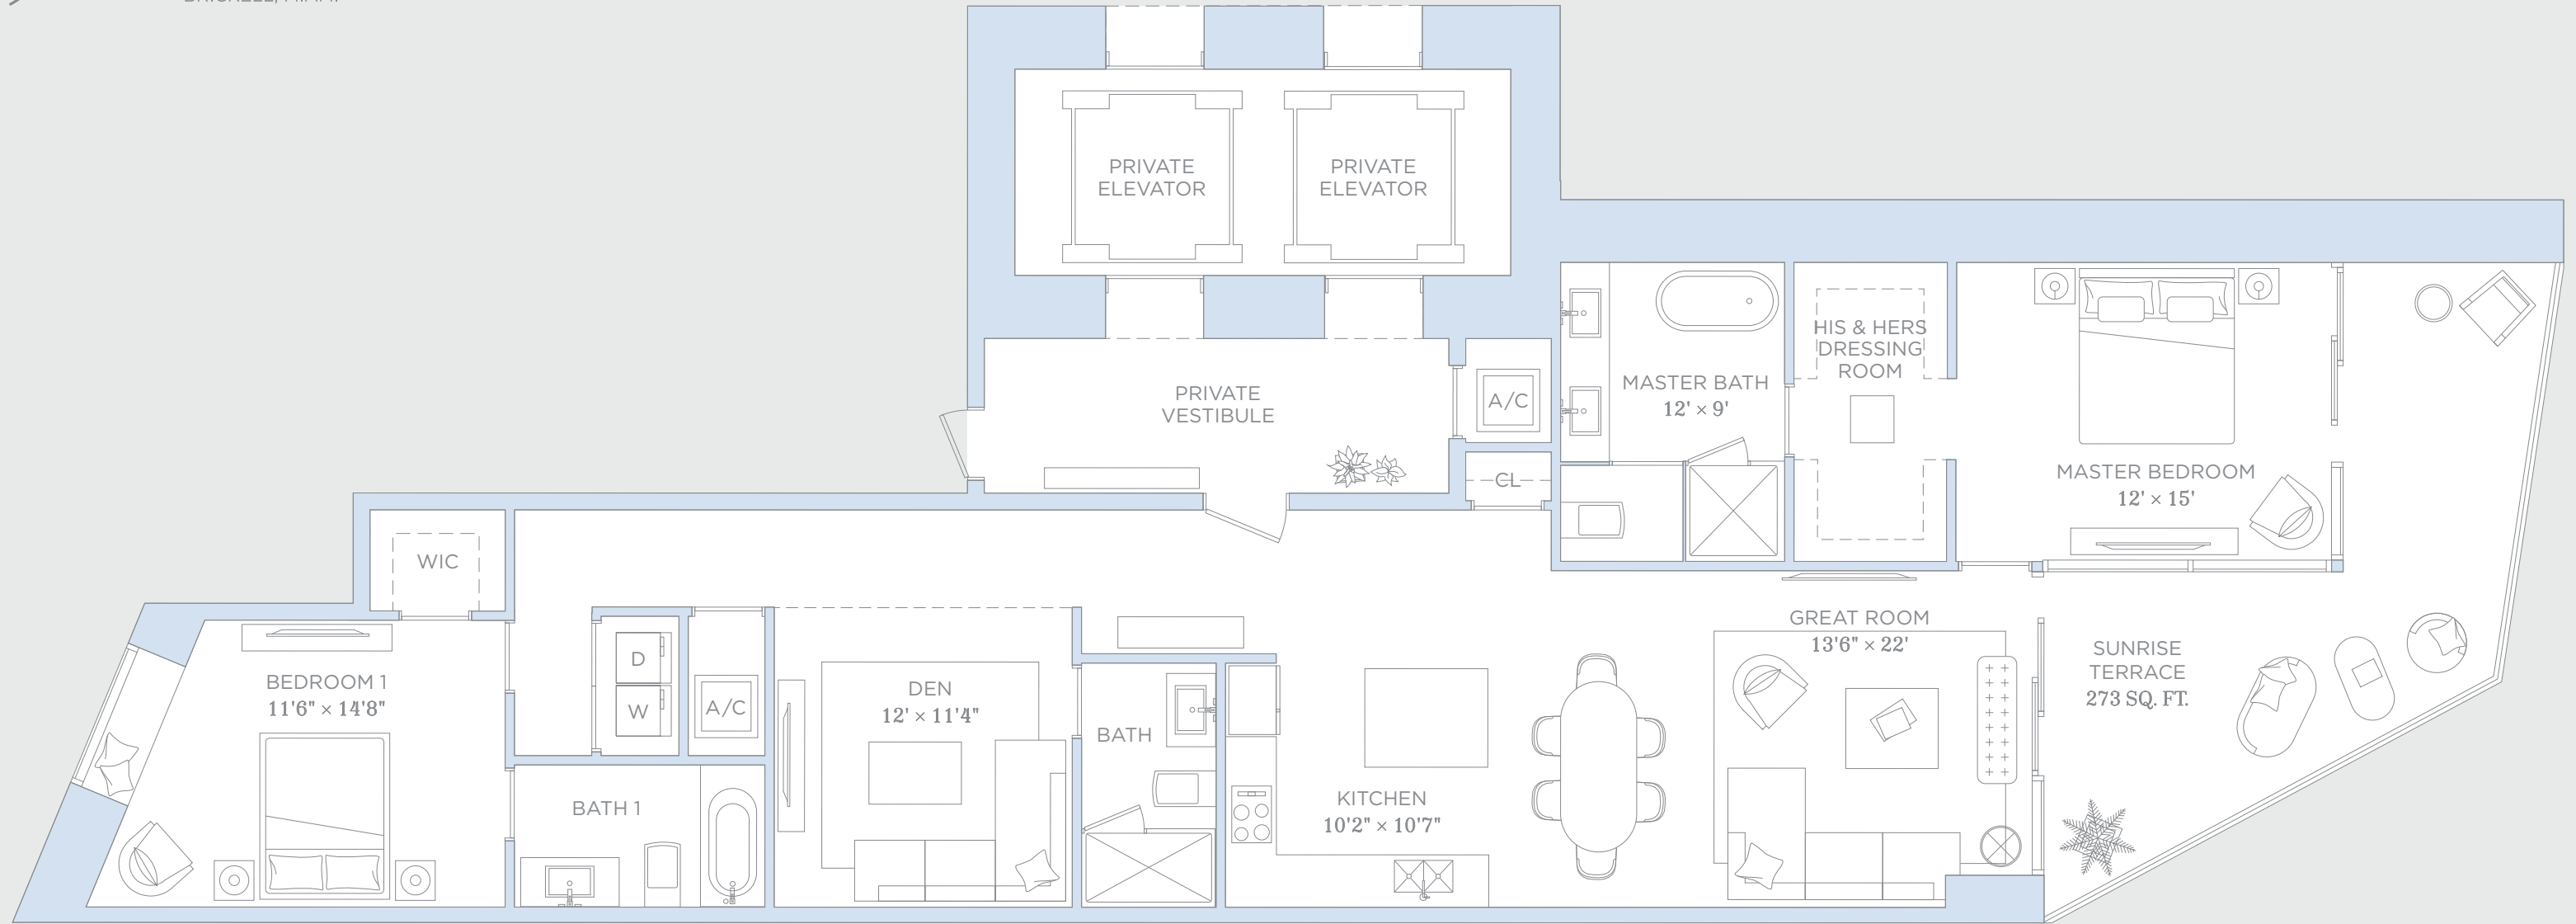 PRIVATE
ELEVATOR
PRIVATE
ELEVATOR
PRIVATE
VESTIBULE
A/C
CL
MASTER BATH
12' × 9'
HIS & HERS
DRESSING
ROOM
MASTER BEDROOM
12' × 15'
WIC
BEDROOM 1
11'6" × 14'8"
D
W
A/C
BATH 1
DEN
12' × 11'4"
BATH
KITCHEN
10'2" × 10'7"
GREAT ROOM
13'6" × 22'
SUNRISE
TERRACE
273 SQ. FT.